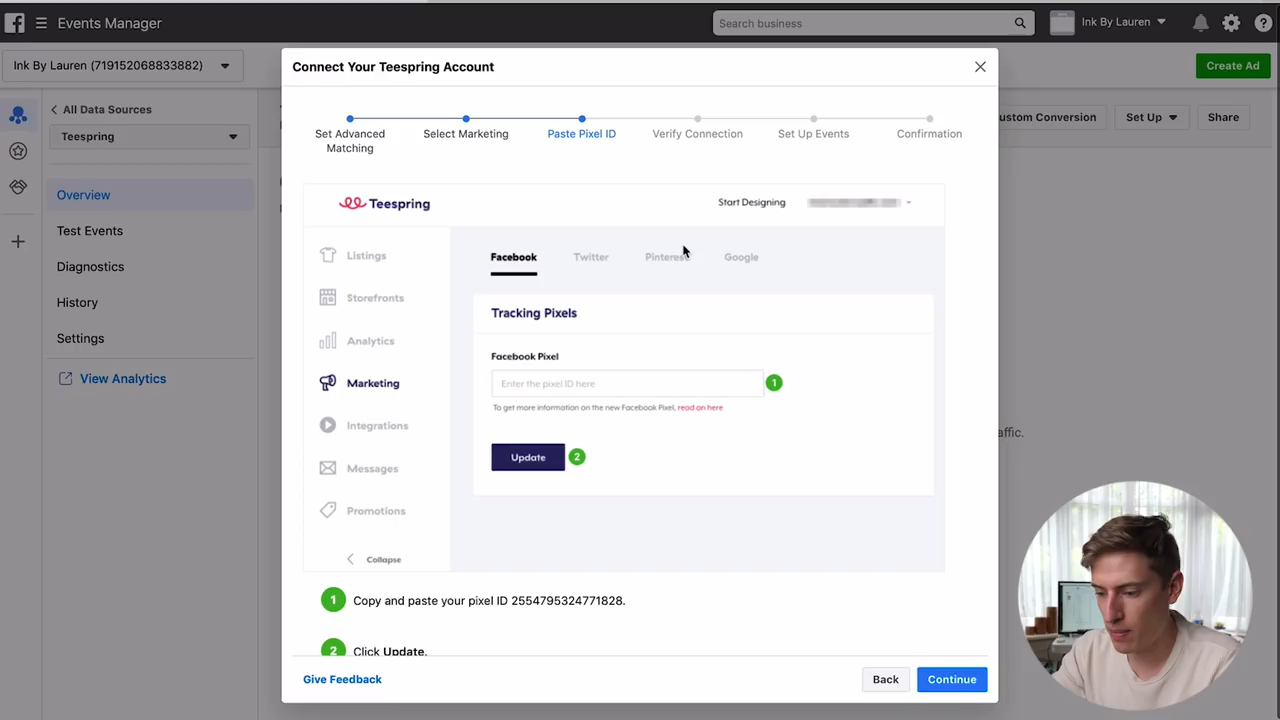 Events Manager
Search business
Ink By Lauren
Ink By Lauren (719152068833882)
Create Ad
All Data Sources
Teespring
Overview
Test Events
Diagnostics
History
Settings
View Analytics
ustom Conversion
Set Up
Share
affic.
Connect Your Teespring Account
Set Advanced
Matching
Select Marketing
Paste Pixel ID
Verify Connection
Set Up Events
Confirmation
Teespring
Start Designing
Listings
Storefronts
Analytics
Marketing
Integrations
Messages
Promotions
Collapse
Facebook
Twitter
Pinterest
Google
Tracking Pixels
Facebook Pixel
Enter the pixel ID here
1
To get more information on the new Facebook Pixel, read on here
Update
2
1 Copy and paste your pixel ID 2554795324771828.
2 Click Update.
Give Feedback
Back
Continue